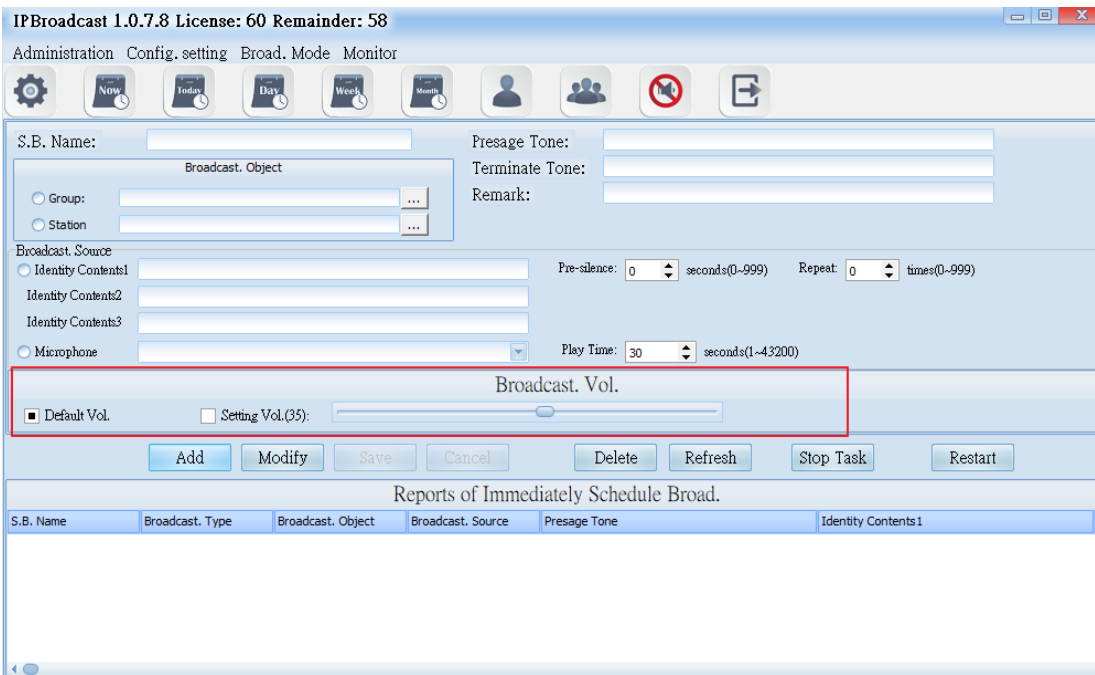 IPBroadcast 1.0.7.8 License: 60 Remainder: 58
Administration Config. setting Broad. Mode Monitor
Now Today Day Week Month
S.B. Name: Presage Tone:
Broadcast. Object Terminate Tone:
Group: ... Remark:
Station ...
Broadcast. Source
Identity Contents1 Pre-silence: 0 seconds(0~999) Repeat: 0 times(0~999)
Identity Contents2
Identity Contents3
Microphone Play Time: 30 seconds(1~43200)
Broadcast. Vol.
Default Vol. Setting Vol.(35):
Add Modify Save Cancel Delete Refresh Stop Task Restart
Reports of Immediately Schedule Broad.
S.B. Name Broadcast. Type Broadcast. Object Broadcast. Source Presage Tone Identity Contents1